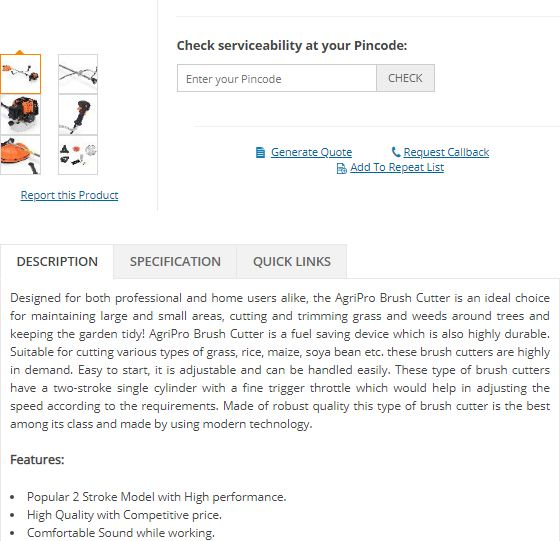 Check serviceability at your Pincode:
Enter your Pincode
CHECK
Generate Quote
Request Callback
Add To Repeat List
Report this Product
DESCRIPTION
SPECIFICATION
QUICK LINKS
Designed for both professional and home users alike, the AgriPro Brush Cutter is an ideal choice
for maintaining large and small areas, cutting and trimming grass and weeds around trees and
keeping the garden tidy! AgriPro Brush Cutter is a fuel saving device which is also highly durable.
Suitable for cutting various types of grass, rice, maize, soya bean etc. these brush cutters are highly
in demand. Easy to start, it is adjustable and can be handled easily. These type of brush cutters
have a two-stroke single cylinder with a fine trigger throttle which would help in adjusting the
speed according to the requirements. Made of robust quality this type of brush cutter is the best
among its class and made by using modern technology.
Features:
• Popular 2 Stroke Model with High performance.
• High Quality with Competitive price.
• Comfortable Sound while working.